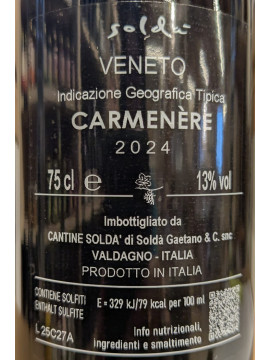 soldà
VENETO
Indicazione Geografica Tipica
CARMENÈRE
2024
75 cl e 13% vol
Imbottigliato da
CANTINE SOLDA' di Soldà Gaetano & C. snc
VALDAGNO - ITALIA
PRODOTTO IN ITALIA
CONTIENE SOLFITI
ENTHÄLT SULFITE
E = 329 kJ/79 kcal per 100 ml
L 25C27A
Info nutrizionali,
ingredienti e
smaltimento